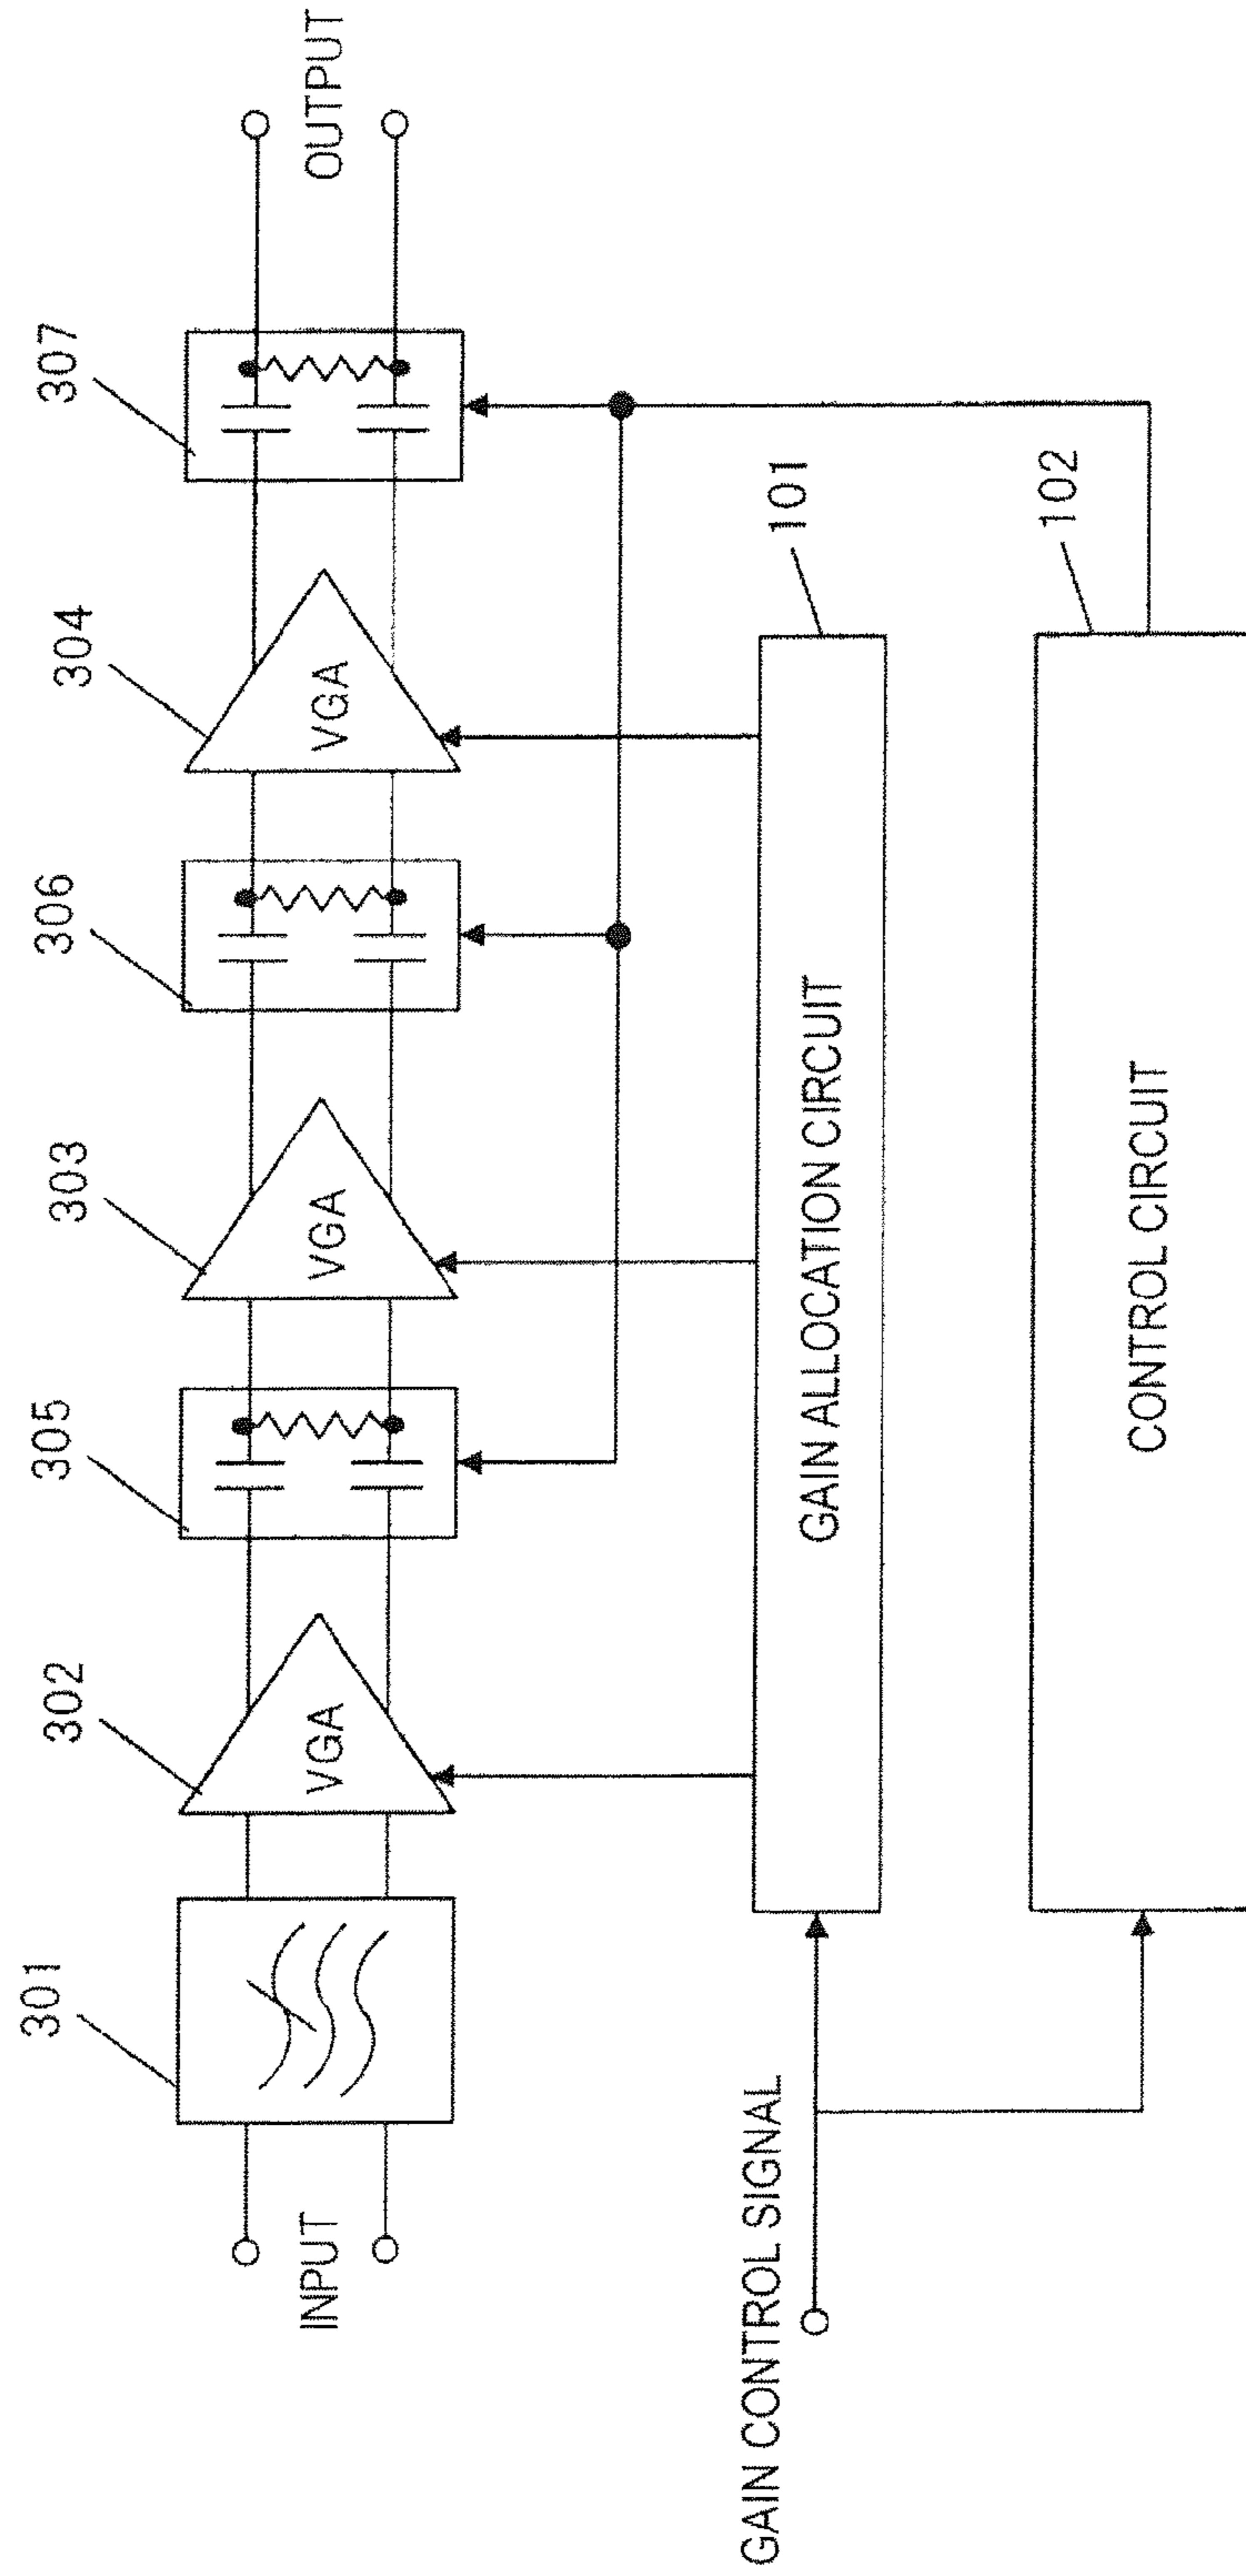 301
302
303
304
305
306
307
INPUT
VGA
VGA
VGA
OUTPUT
GAIN CONTROL SIGNAL
GAIN ALLOCATION CIRCUIT
101
CONTROL CIRCUIT
102